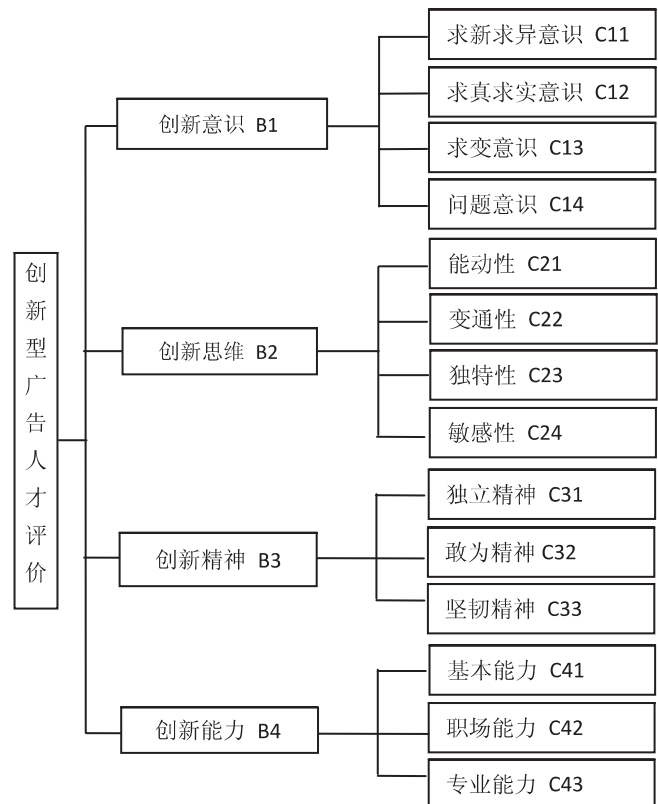 创新型广告人才评价
创新意识 B1
求新求异意识 C11
求真求实意识 C12
求变意识 C13
问题意识 C14
创新思维 B2
能动性 C21
变通性 C22
独特性 C23
敏感性 C24
创新精神 B3
独立精神 C31
敢为精神 C32
坚韧精神 C33
创新能力 B4
基本能力 C41
职场能力 C42
专业能力 C43